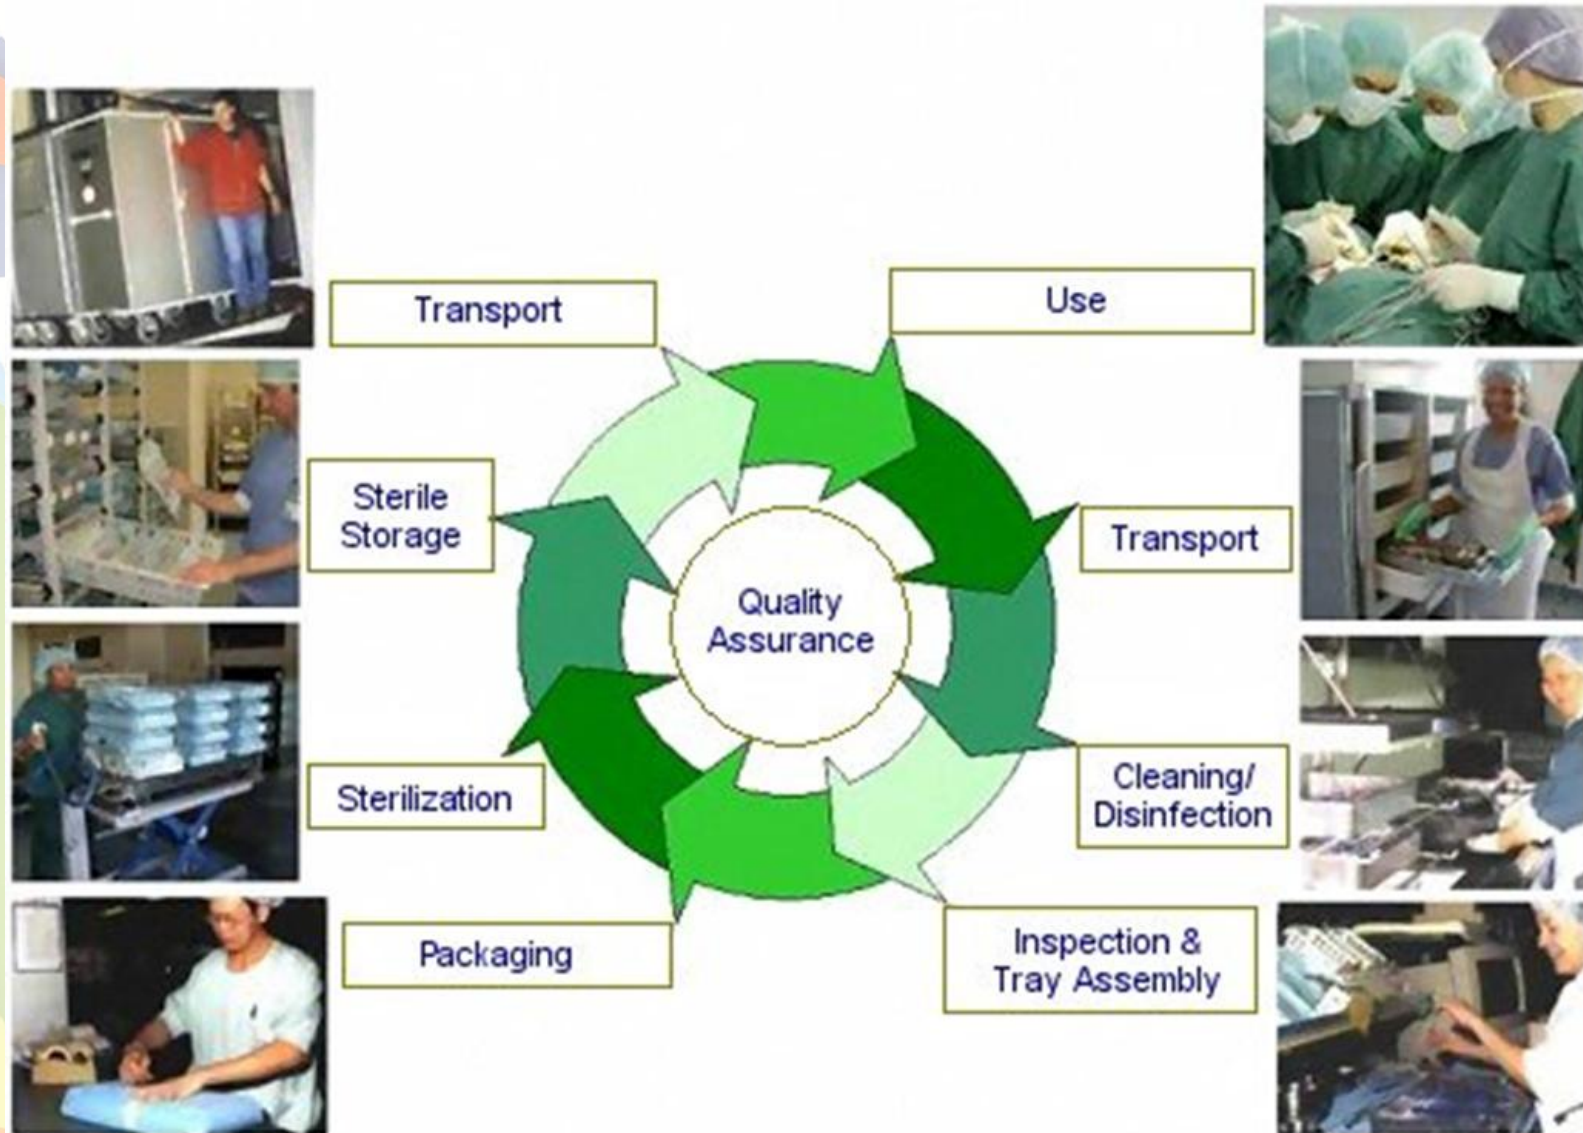 Transport
Use
Sterile
Storage
Transport
Quality
Assurance
Sterilization
Cleaning/
Disinfection
Packaging
Inspection &
Tray Assembly